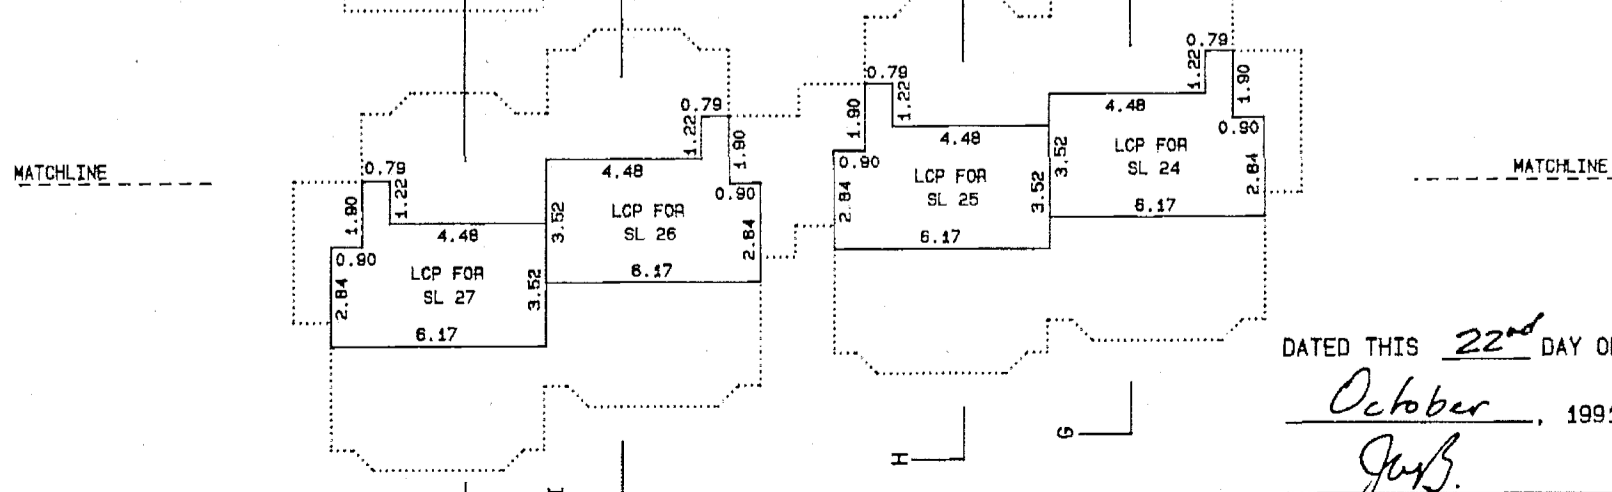 MATCHLINE
0.79
1.90
1.22
4.48
0.90
2.84
LCP FOR
SL 27
3.52
6.17
0.79
1.22
1.90
4.48
0.90
3.52
LCP FOR
SL 26
2.84
6.17
0.79
1.90
1.22
4.48
0.90
2.84
LCP FOR
SL 25
3.52
6.17
0.79
1.22
1.90
4.48
0.90
3.52
LCP FOR
SL 24
2.84
6.17
MATCHLINE
H
G
DATED THIS 22nd DAY O
October, 199